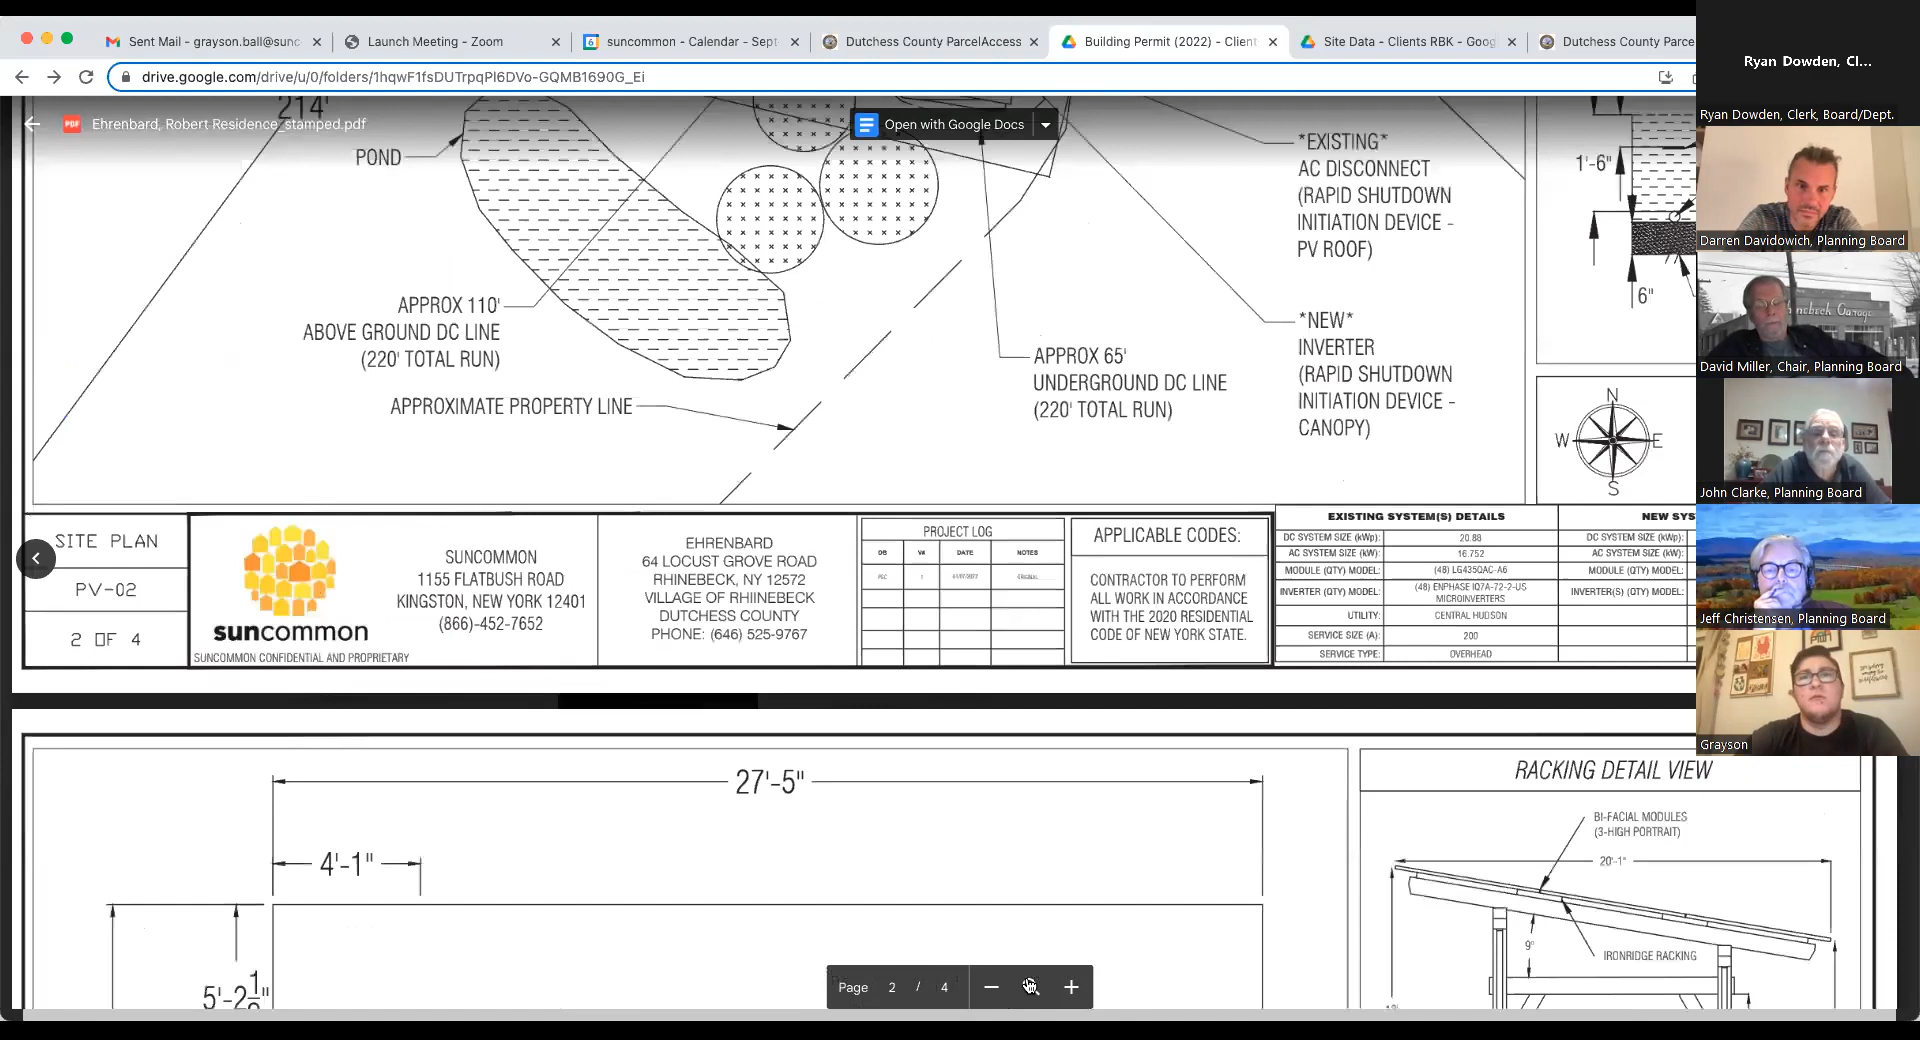 Sent Mail - grayson.ball@sunc
Launch Meeting - Zoom
6
suncommon - Calendar - Sept
Dutchess County ParcelAccess
Building Permit (2022) - Clien
Site Data - Clients RBK - Goog
Dutchess County Parce
drive.google.com/drive/u/0/folders/1hqwF1fsDUTrpqPl6DVo-GQMB1690G_Ei
214'
PDF
Ehrenbard, Robert Residence_stamped.pdf
Open with Google Docs
POND
APPROX 110'
ABOVE GROUND DC LINE
(220' TOTAL RUN)
APPROXIMATE PROPERTY LINE
APPROX 65'
UNDERGROUND DC LINE
(220' TOTAL RUN)
*EXISTING*
AC DISCONNECT
(RAPID SHUTDOWN
INITIATION DEVICE -
PV ROOF)
*NEW*
INVERTER
(RAPID SHUTDOWN
INITIATION DEVICE -
CANOPY)
1'-6"
6"
N
W
E
S
SITE PLAN
PV-02
2 OF 4
suncommon
SUNCOMMON CONFIDENTIAL AND PROPRIETARY
SUNCOMMON
1155 FLATBUSH ROAD
KINGSTON, NEW YORK 12401
(866)-452-7652
EHRENBARD
64 LOCUST GROVE ROAD
RHINEBECK, NY 12572
VILLAGE OF RHIINEBECK
DUTCHESS COUNTY
PHONE: (646) 525-9767
PROJECT LOG
DB
V#
DATE
NOTES
ORIGINAL
APPLICABLE CODES:
CONTRACTOR TO PERFORM
ALL WORK IN ACCORDANCE
WITH THE 2020 RESIDENTIAL
CODE OF NEW YORK STATE.
EXISTING SYSTEM(S) DETAILS
DC SYSTEM SIZE (kWp): 20.88
AC SYSTEM SIZE (kW): 16.752
MODULE (QTY) MODEL: (48) LG435QAC-A6
INVERTER (QTY) MODEL: (48) ENPHASE IQ7A-72-2-US
MICROINVERTERS
UTILITY: CENTRAL HUDSON
SERVICE SIZE (A): 200
SERVICE TYPE: OVERHEAD
NEW SYS
DC SYSTEM SIZE (kWp):
AC SYSTEM SIZE (kW):
MODULE (QTY) MODEL:
INVERTER(S) (QTY) MODEL:
27'-5"
4'-1"
5'-2
RACKING DETAIL VIEW
BI-FACIAL MODULES
(3-HIGH PORTRAIT)
20'-1"
9"
IRONRIDGE RACKING
Page 2 / 4
Ryan Dowden, Cl...
Ryan Dowden, Clerk, Board/Dept.
Darren Davidowich, Planning Board
nebeck Garage
David Miller, Chair, Planning Board
John Clarke, Planning Board
Jeff Christensen, Planning Board
Grayson